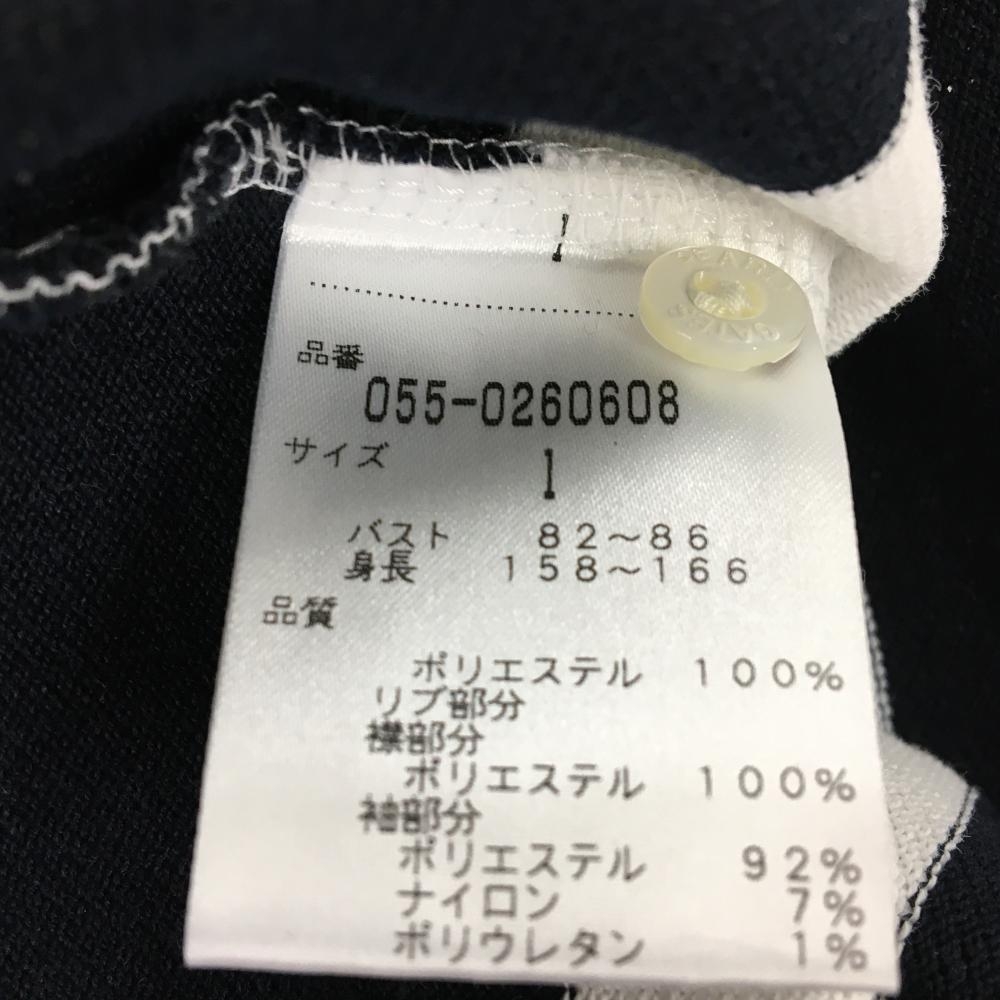 1
品番
055-0260608
サイズ
1
バスト 82～86
身長 158～166
品質
ポリエステル 100%
リブ部分
襟部分
ポリエステル 100%
袖部分
ポリエステル 92%
ナイロン 7%
ポリウレタン 1%